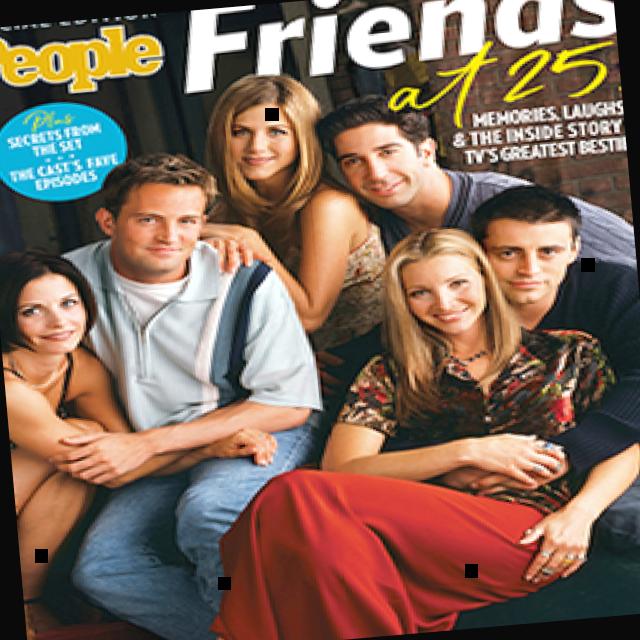 People
Friends
at 25
MEMORIES, LAUGHS
& THE INSIDE STORY
TV'S GREATEST
Plus
SECRETS FROM
THE SET
THE CAST'S FAVE
EPISODES